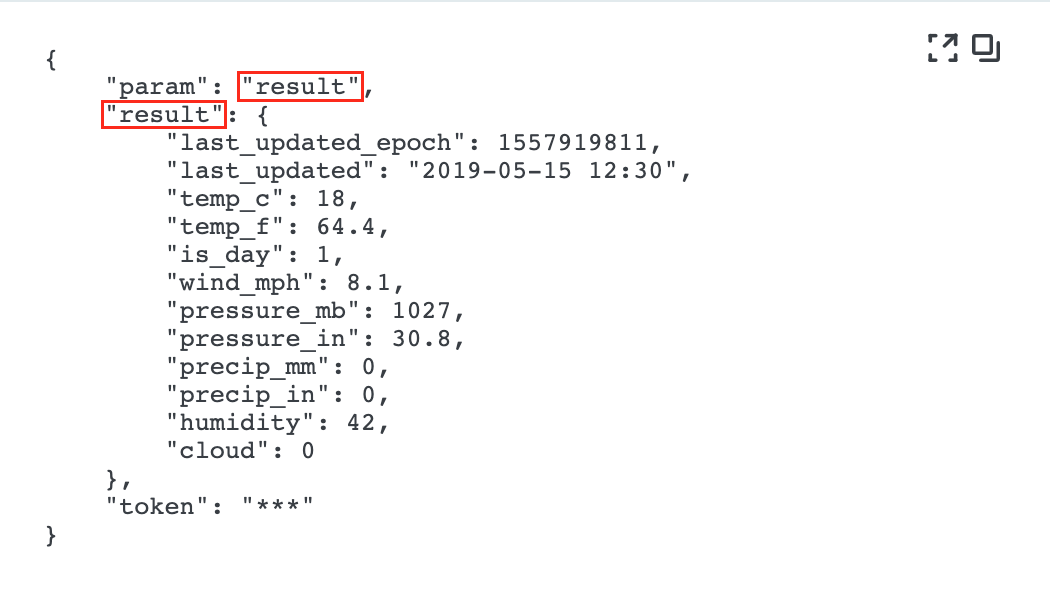 {
"param": "result",
"result": {
"last_updated_epoch": 1557919811,
"last_updated": "2019-05-15 12:30",
"temp_c": 18,
"temp_f": 64.4,
"is_day": 1,
"wind_mph": 8.1,
"pressure_mb": 1027,
"pressure_in": 30.8,
"precip_mm": 0,
"precip_in": 0,
"humidity": 42,
"cloud": 0
},
"token": "***"
}